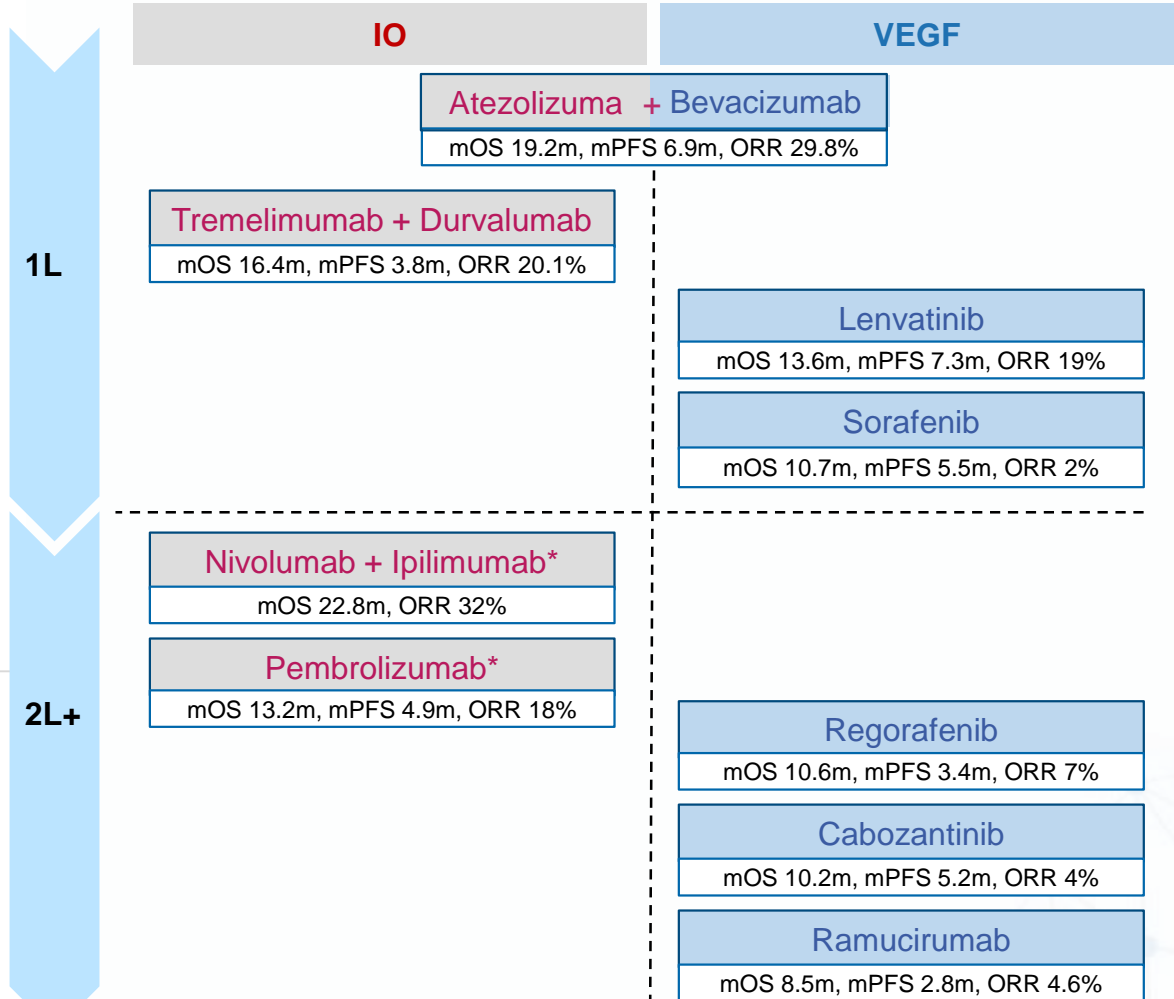 IO
VEGF
Atezolizuma + Bevacizumab
mOS 19.2m, mPFS 6.9m, ORR 29.8%
Tremelimumab + Durvalumab
mOS 16.4m, mPFS 3.8m, ORR 20.1%
1L
Lenvatinib
mOS 13.6m, mPFS 7.3m, ORR 19%
Sorafenib
mOS 10.7m, mPFS 5.5m, ORR 2%
Nivolumab + Ipilimumab*
mOS 22.8m, ORR 32%
Pembrolizumab*
mOS 13.2m, mPFS 4.9m, ORR 18%
2L+
Regorafenib
mOS 10.6m, mPFS 3.4m, ORR 7%
Cabozantinib
mOS 10.2m, mPFS 5.2m, ORR 4%
Ramucirumab
mOS 8.5m, mPFS 2.8m, ORR 4.6%